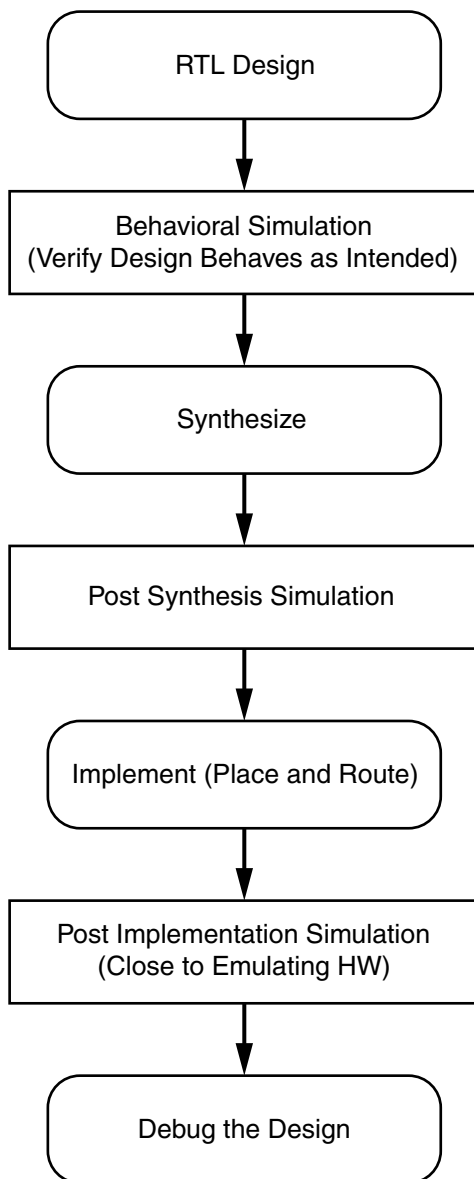 RTL Design
Behavioral Simulation
(Verify Design Behaves as Intended)
Synthesize
Post Synthesis Simulation
Implement (Place and Route)
Post Implementation Simulation
(Close to Emulating HW)
Debug the Design